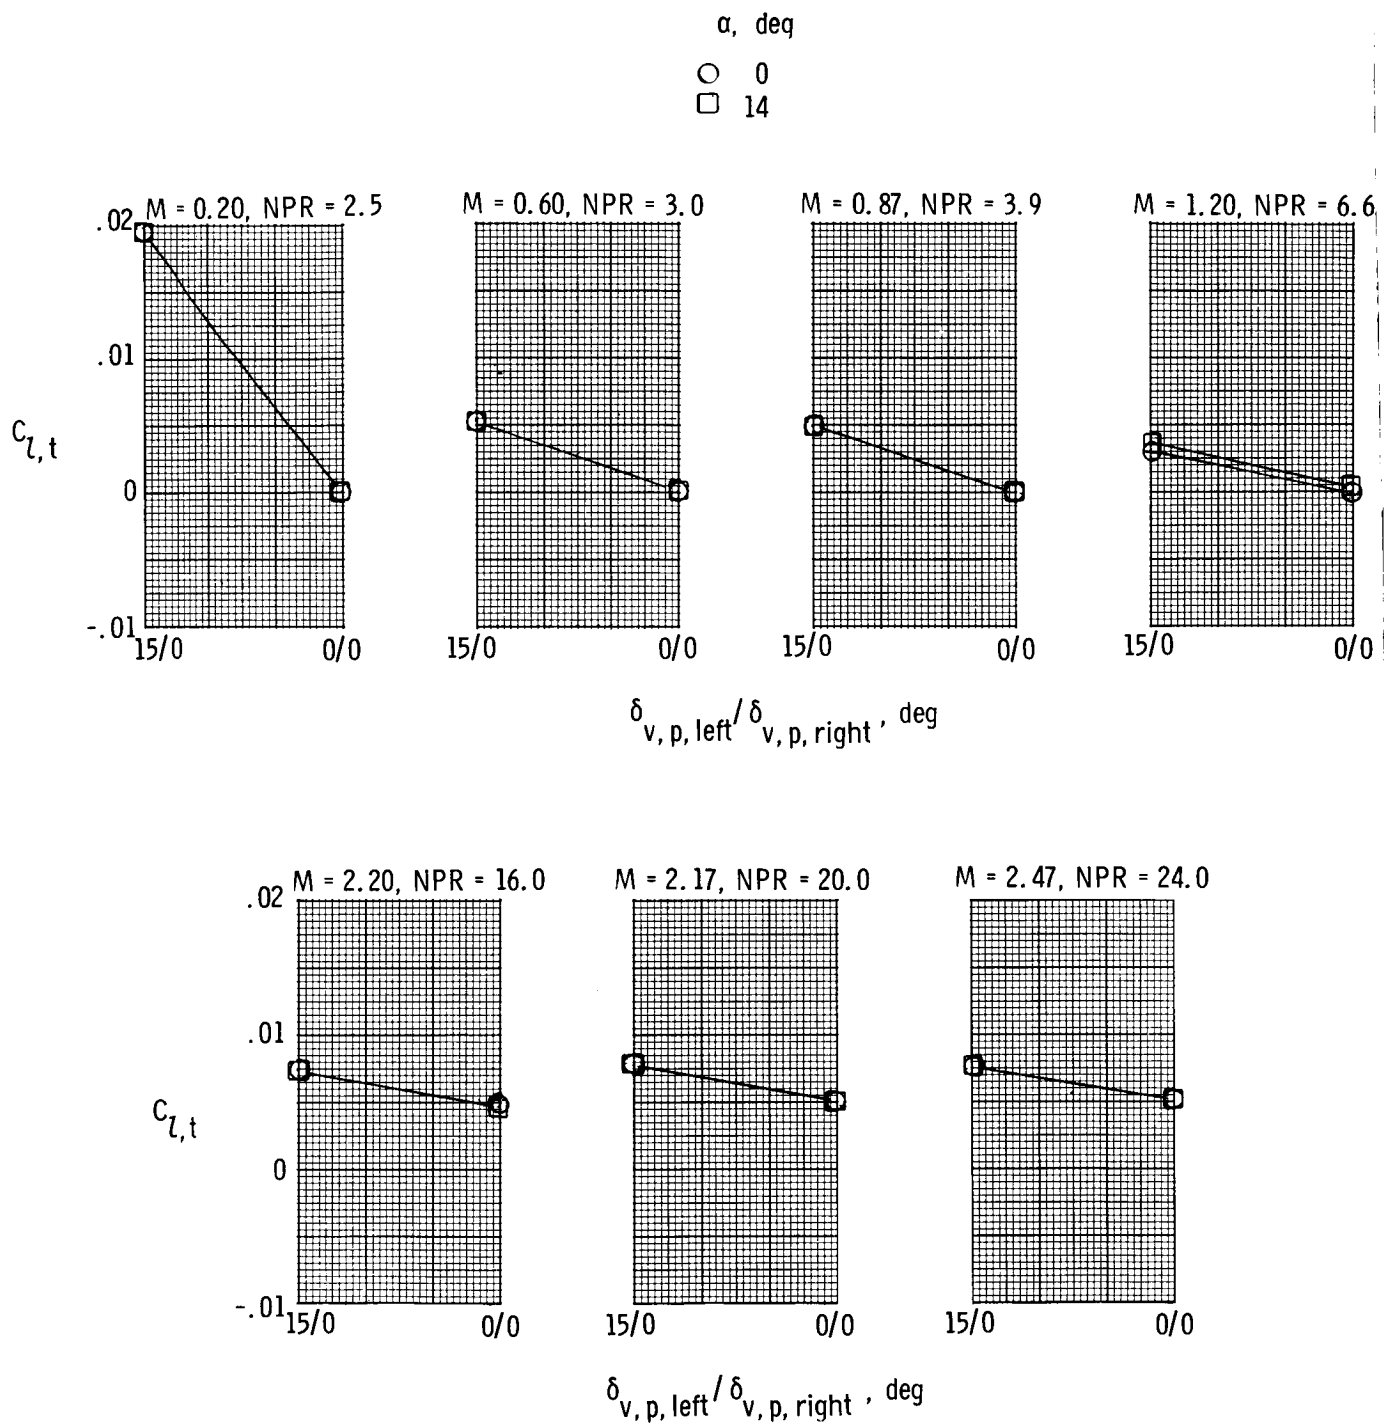 α, deg
0
14
M = 0.20, NPR = 2.5
M = 0.60, NPR = 3.0
M = 0.87, NPR = 3.9
M = 1.20, NPR = 6.6
.02
.01
C_l,t
0
-.01
15/0 0/0
15/0 0/0
15/0 0/0
15/0 0/0
δ_v, p, left / δ_v, p, right , deg
M = 2.20, NPR = 16.0
M = 2.17, NPR = 20.0
M = 2.47, NPR = 24.0
.02
.01
C_l,t
0
-.01
15/0 0/0
15/0 0/0
15/0 0/0
δ_v, p, left / δ_v, p, right , deg